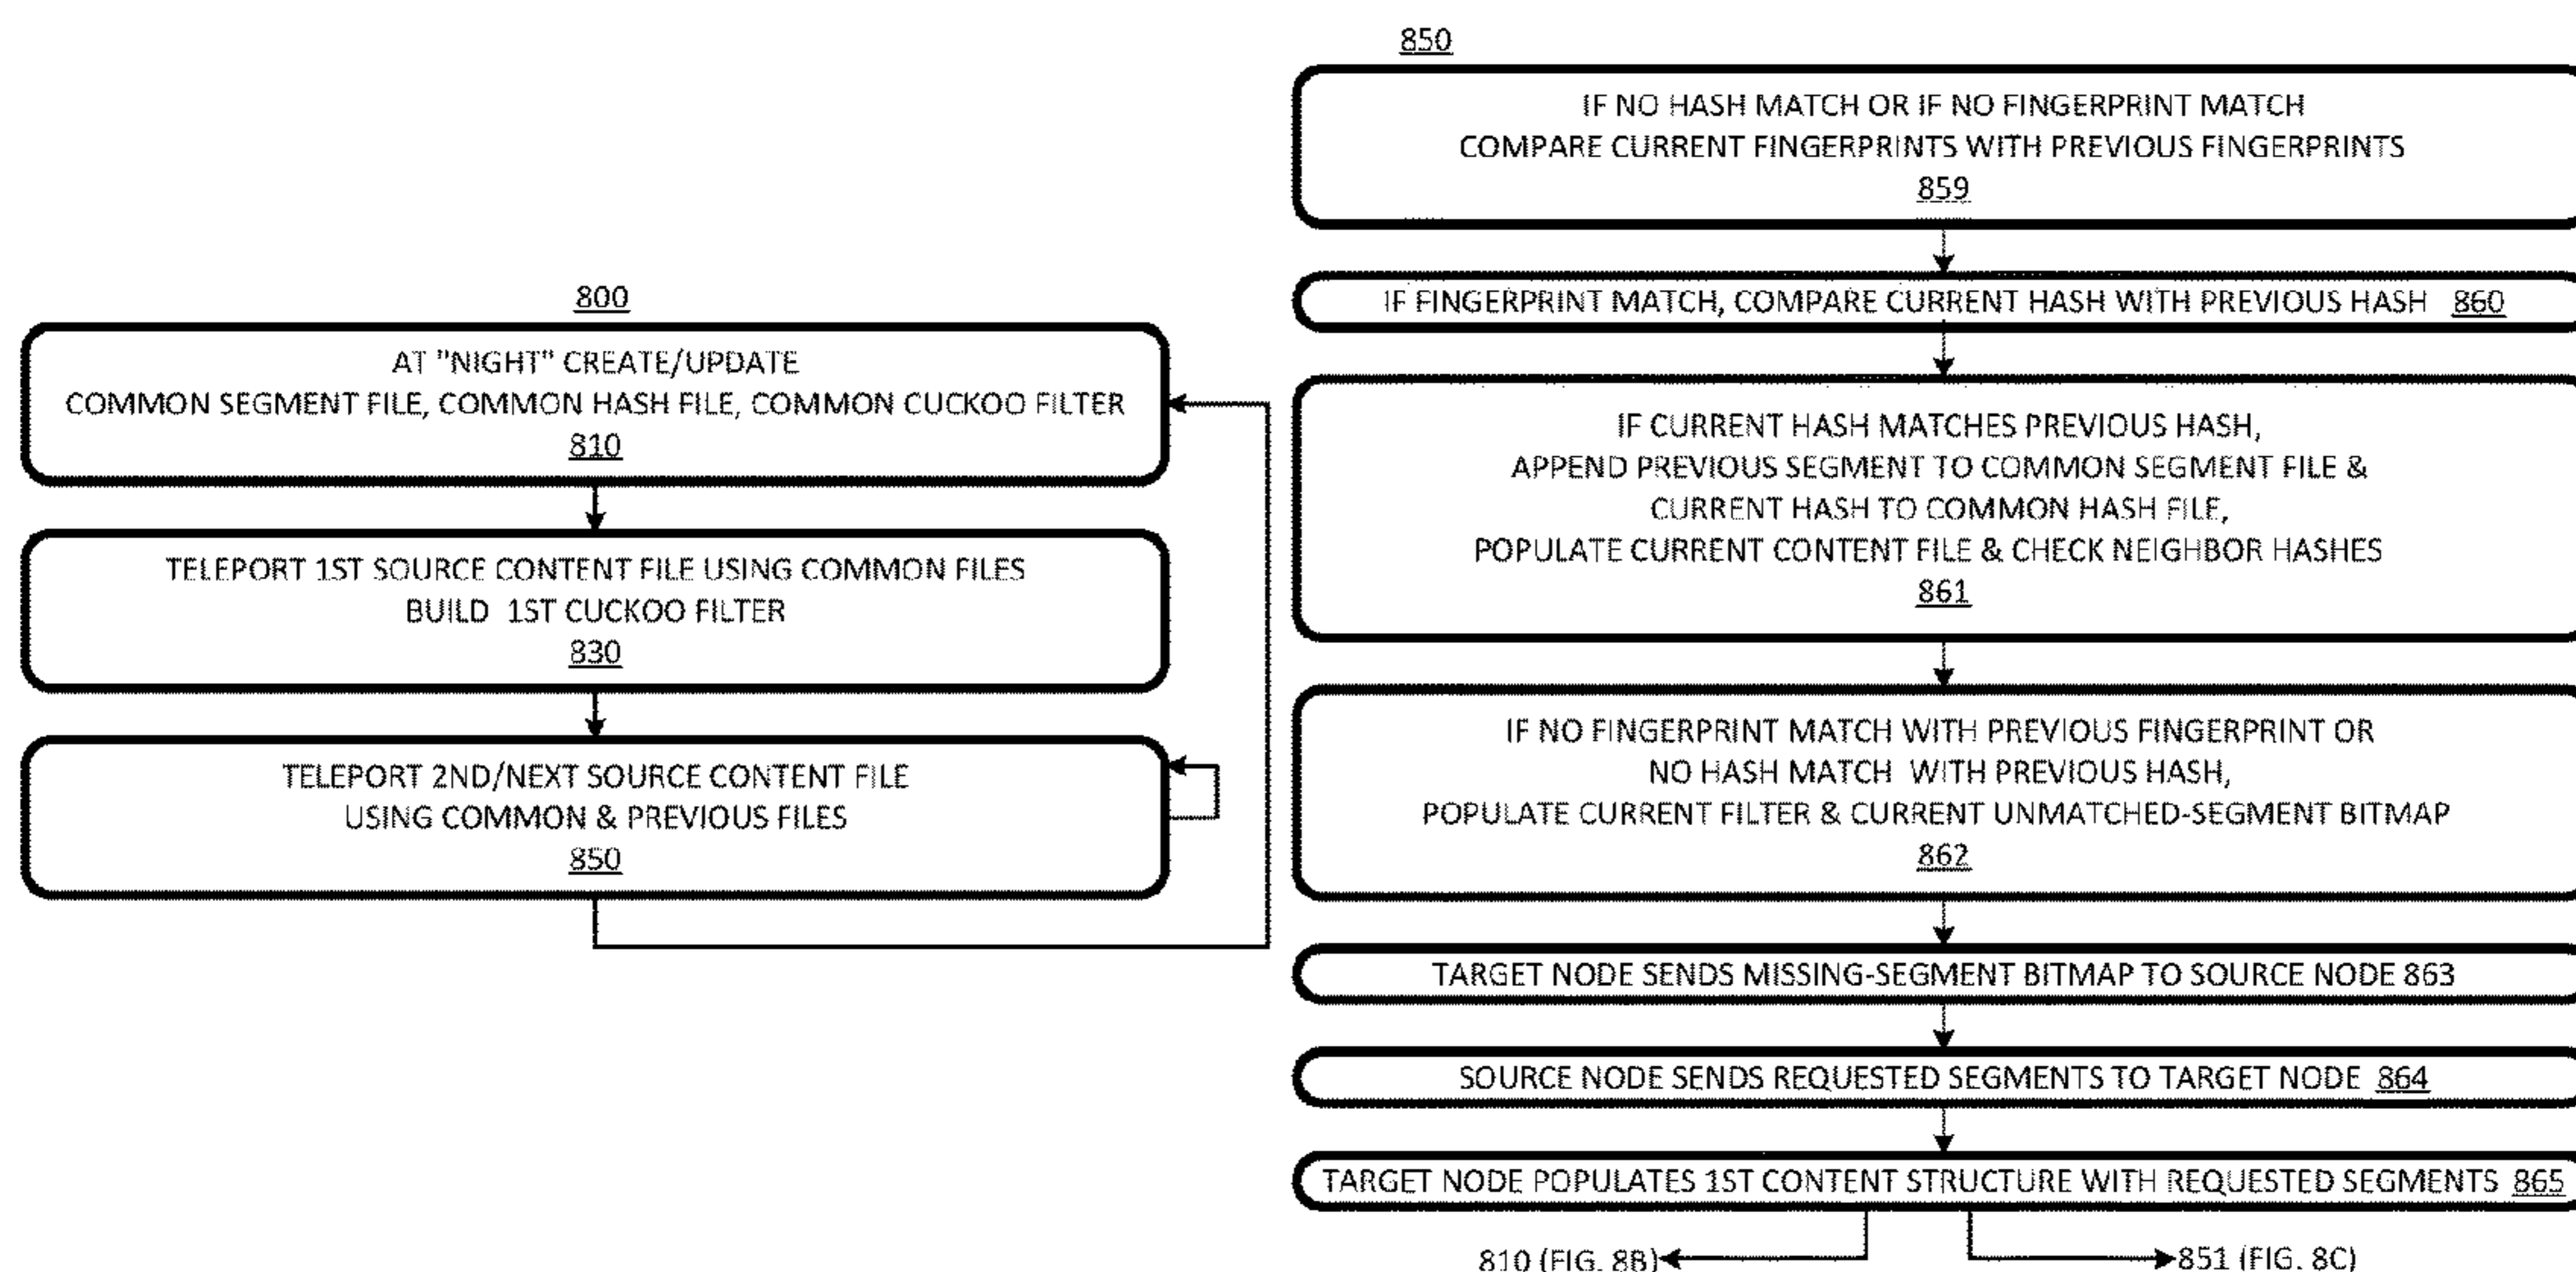 800
AT "NIGHT" CREATE/UPDATE
COMMON SEGMENT FILE, COMMON HASH FILE, COMMON CUCKOO FILTER
810
TELEPORT 1ST SOURCE CONTENT FILE USING COMMON FILES
BUILD 1ST CUCKOO FILTER
830
TELEPORT 2ND/NEXT SOURCE CONTENT FILE
USING COMMON & PREVIOUS FILES
850
850
IF NO HASH MATCH OR IF NO FINGERPRINT MATCH
COMPARE CURRENT FINGERPRINTS WITH PREVIOUS FINGERPRINTS
859
IF FINGERPRINT MATCH, COMPARE CURRENT HASH WITH PREVIOUS HASH 860
IF CURRENT HASH MATCHES PREVIOUS HASH,
APPEND PREVIOUS SEGMENT TO COMMON SEGMENT FILE &
CURRENT HASH TO COMMON HASH FILE,
POPULATE CURRENT CONTENT FILE & CHECK NEIGHBOR HASHES
861
IF NO FINGERPRINT MATCH WITH PREVIOUS FINGERPRINT OR
NO HASH MATCH WITH PREVIOUS HASH,
POPULATE CURRENT FILTER & CURRENT UNMATCHED-SEGMENT BITMAP
862
TARGET NODE SENDS MISSING-SEGMENT BITMAP TO SOURCE NODE 863
SOURCE NODE SENDS REQUESTED SEGMENTS TO TARGET NODE 864
TARGET NODE POPULATES 1ST CONTENT STRUCTURE WITH REQUESTED SEGMENTS 865
810 (FIG. 8B)
851 (FIG. 8C)